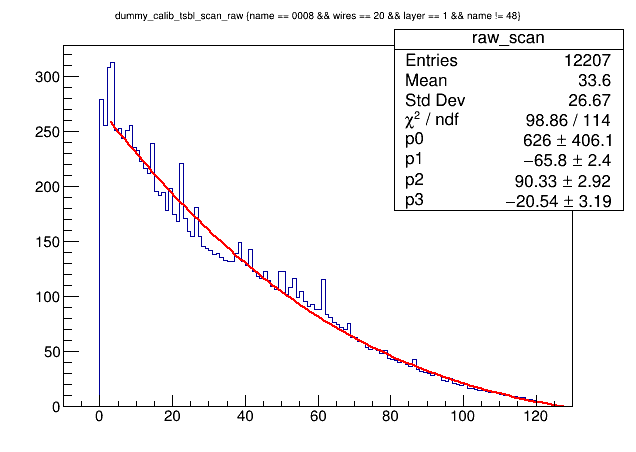 dummy_calib_tsbl_scan_raw {name == 0008 && wires == 20 && layer == 1 && name != 48}
raw_scan
Entries 12207
Mean 33.6
Std Dev 26.67
χ² / ndf 98.86 / 114
p0 626 ± 406.1
p1 −65.8 ± 2.4
p2 90.33 ± 2.92
p3 −20.54 ± 3.19
300
250
200
150
100
50
0
0 20 40 60 80 100 120